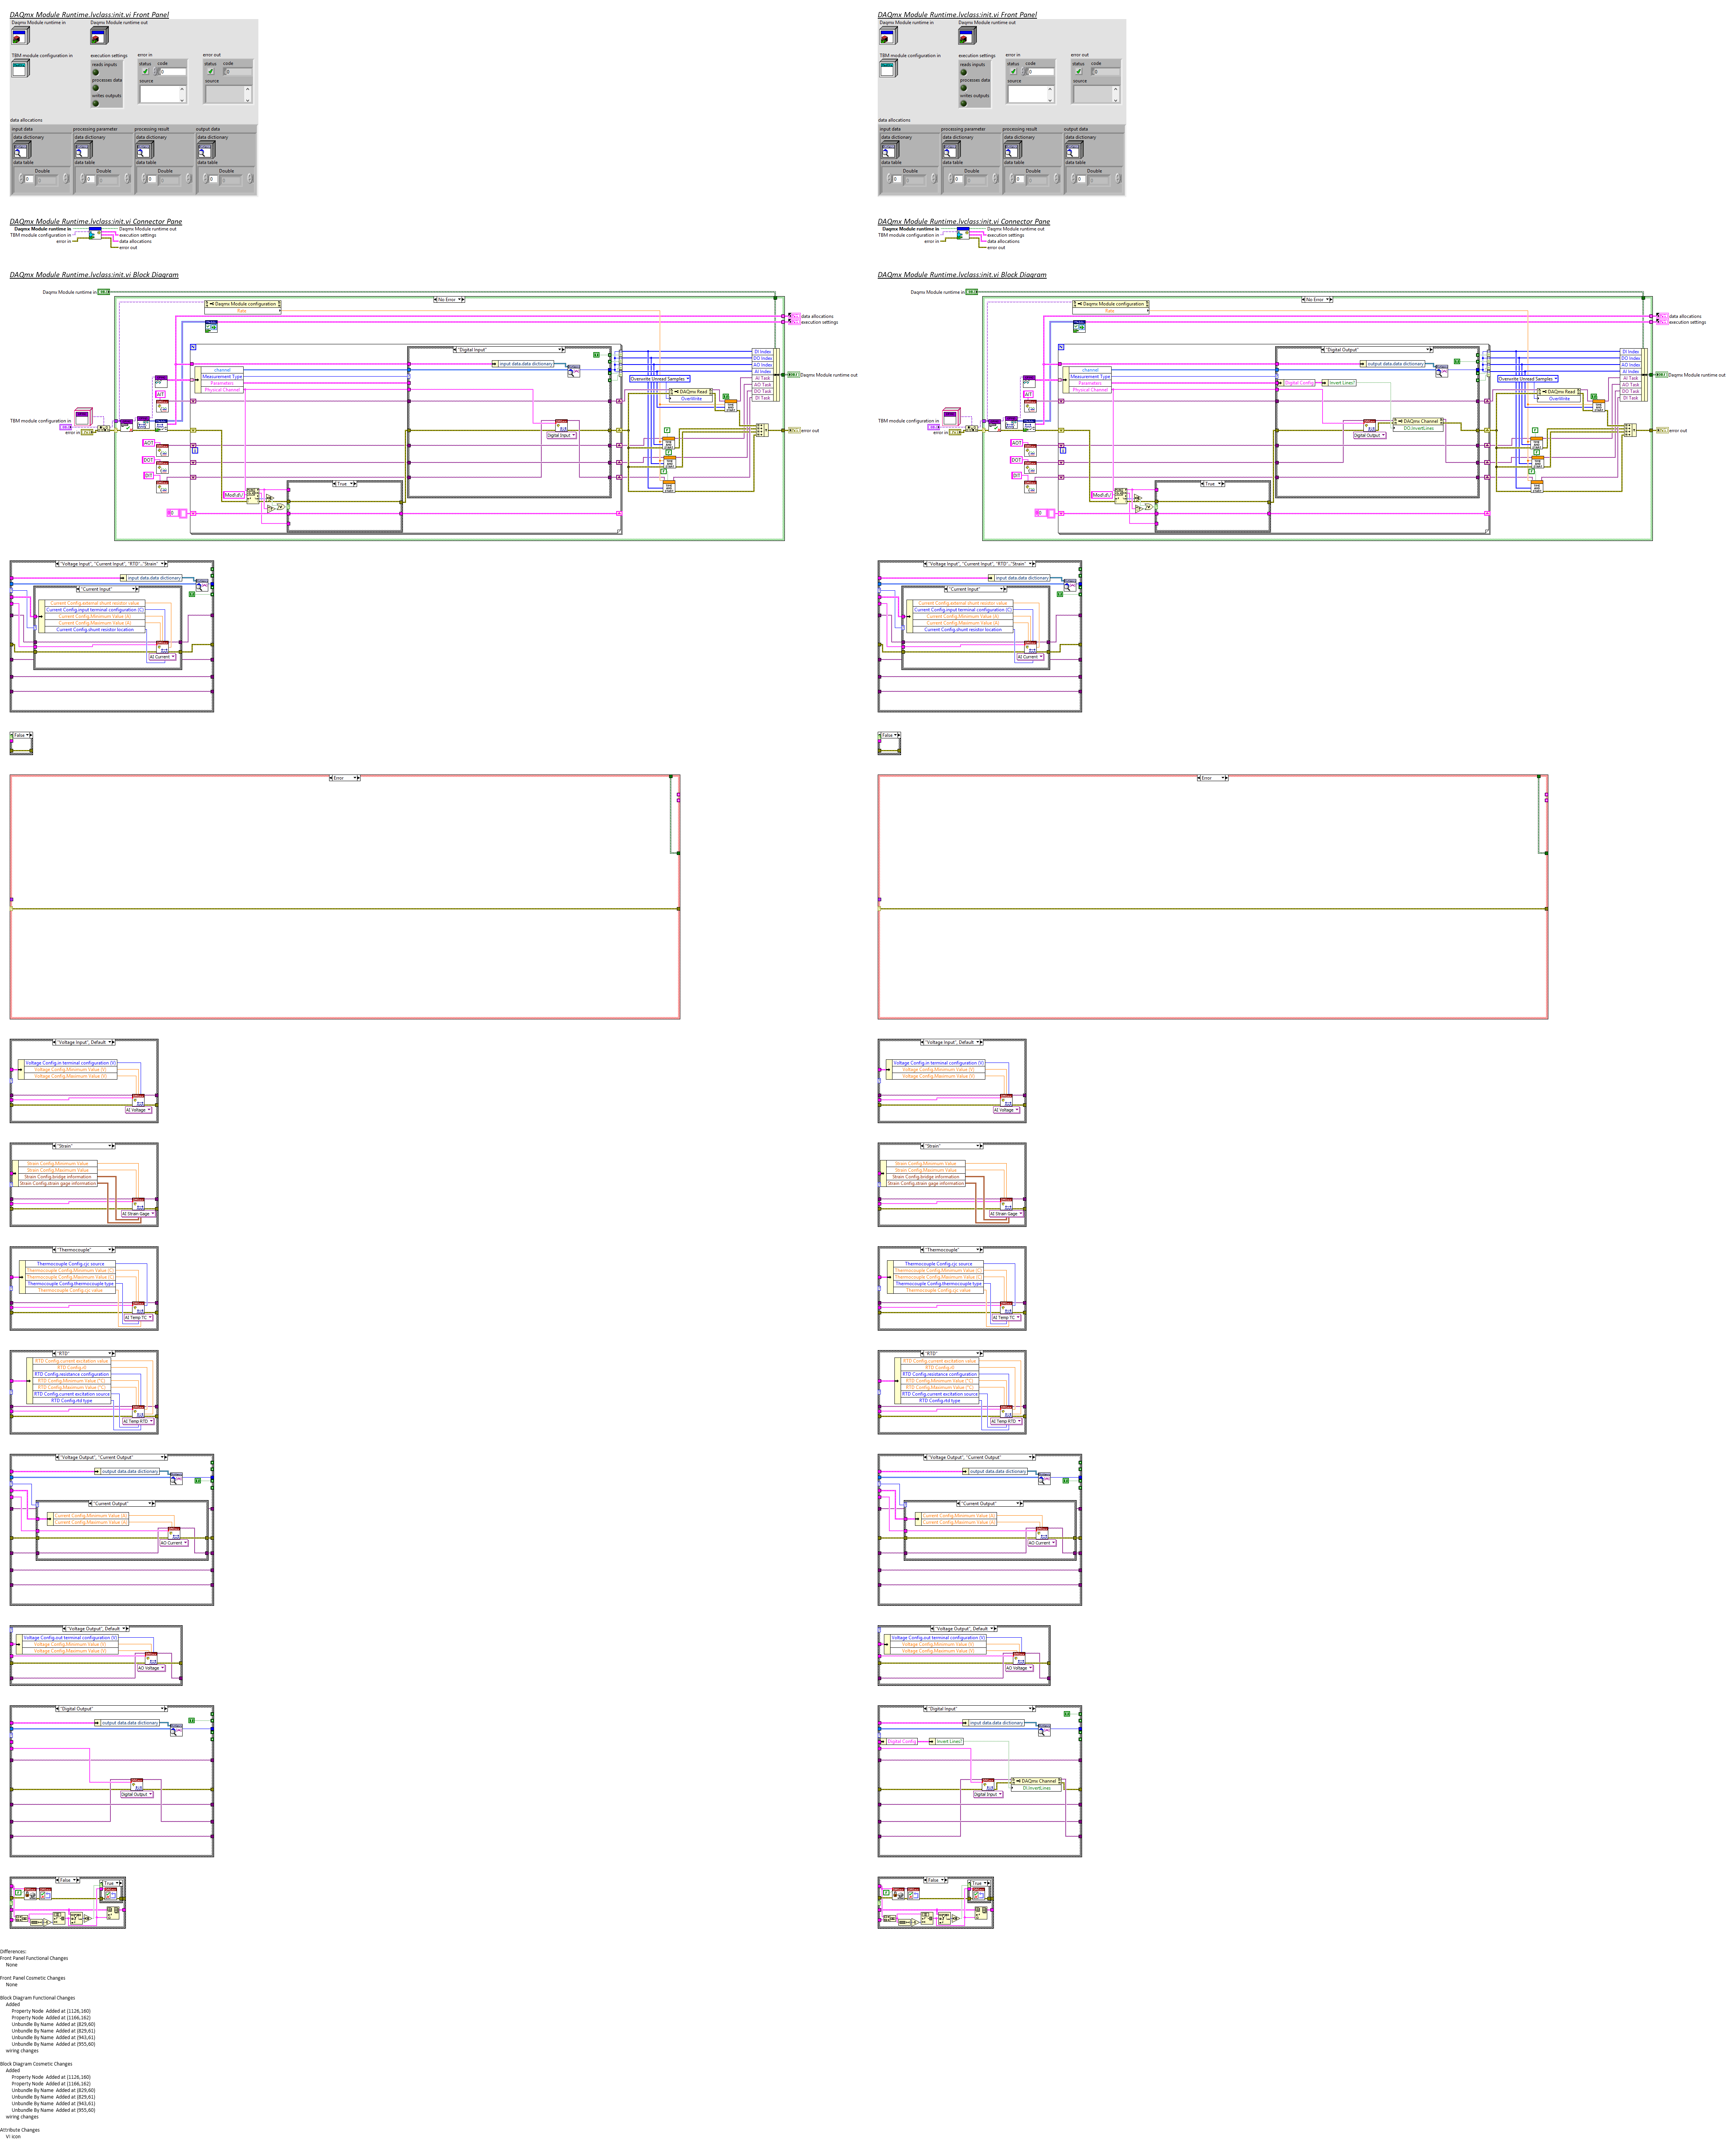 DAQmx Module Runtime.lvclass:init.vi Front Panel
Daqmx Module runtime in
Daqmx Module runtime out
TBM module configuration in
execution settings
reads inputs
processes data
writes outputs
error in
status code
0
source
error out
status code
0
source
data allocations
input data
processing parameter
processing result
output data
data dictionary
data dictionary
data dictionary
data dictionary
data table
data table
data table
data table
Double
Double
Double
Double
DAQmx Module Runtime.lvclass:init.vi Connector Pane
Daqmx Module runtime in
TBM module configuration in
error in
Daqmx Module runtime out
execution settings
data allocations
error out
DAQmx Module Runtime.lvclass:init.vi Block Diagram
Daqmx Module runtime in
No Error
Daqmx Module configuration
Rate
data allocations
execution settings
"Digital Input"
input data.data dictionary
channel
Measurement Type
Parameters
Physical Channel
DI Index
DO Index
AI Index
AI Task
AO Task
DO Task
DI Task
Overwrite Unread Samples
DAQmx Read
OverWrite
Daqmx Module runtime out
AIT
TBM module configuration in
error in
Digital Input
error out
AOT
DOT
DIT
True
Mod\d\/
"Voltage Input", "Current Input", "RTD".."Strain"
input data.data dictionary
"Current Input"
Current Config.external shunt resistor value
Current Config.input terminal configuration (C)
Current Config.Minimum Value (A)
Current Config.Maximum Value (A)
Current Config.shunt resistor location
AI Current
False
Error
"Voltage Input", Default
Voltage Config.in terminal configuration (V)
Voltage Config.Minimum Value (V)
Voltage Config.Maximum Value (V)
AI Voltage
"Strain"
Strain Config.Minimum Value
Strain Config.Maximum Value
Strain Config.bridge information
Strain Config.strain gage information
AI Strain Gage
"Thermocouple"
Thermocouple Config.cjc source
Thermocouple Config.Minimum Value (C)
Thermocouple Config.Maximum Value (C)
Thermocouple Config.thermocouple type
Thermocouple Config.cjc value
AI Temp TC
"RTD"
RTD Config.current excitation value
RTD Config.r0
RTD Config.resistance configuration
RTD Config.Minimum Value (°C)
RTD Config.Maximum Value (°C)
RTD Config.current excitation source
RTD Config.rtd type
AI Temp RTD
"Voltage Output", "Current Output"
output data.data dictionary
"Current Output"
Current Config.Minimum Value (A)
Current Config.Maximum Value (A)
AO Current
"Voltage Output", Default
Voltage Config.out terminal configuration (V)
Voltage Config.Minimum Value (V)
Voltage Config.Maximum Value (V)
AO Voltage
"Digital Output"
output data.data dictionary
Digital Output
False
True
DAQmx Module Runtime.lvclass:init.vi Front Panel
Daqmx Module runtime in
Daqmx Module runtime out
TBM module configuration in
execution settings
reads inputs
processes data
writes outputs
error in
status code
0
source
error out
status code
0
source
data allocations
input data
processing parameter
processing result
output data
data dictionary
data dictionary
data dictionary
data dictionary
data table
data table
data table
data table
Double
Double
Double
Double
DAQmx Module Runtime.lvclass:init.vi Connector Pane
Daqmx Module runtime in
TBM module configuration in
error in
Daqmx Module runtime out
execution settings
data allocations
error out
DAQmx Module Runtime.lvclass:init.vi Block Diagram
Daqmx Module runtime in
No Error
Daqmx Module configuration
Rate
data allocations
execution settings
"Digital Output"
output data.data dictionary
channel
Measurement Type
Parameters
Physical Channel
Digital Config
Invert Lines?
DI Index
DO Index
AI Index
AI Task
AO Task
DO Task
DI Task
Overwrite Unread Samples
DAQmx Read
OverWrite
Daqmx Module runtime out
AIT
TBM module configuration in
error in
DAQmx Channel
DO.InvertLines
Digital Output
error out
AOT
DOT
DIT
True
Mod\d\/
"Voltage Input", "Current Input", "RTD".."Strain"
input data.data dictionary
"Current Input"
Current Config.external shunt resistor value
Current Config.input terminal configuration (C)
Current Config.Minimum Value (A)
Current Config.Maximum Value (A)
Current Config.shunt resistor location
AI Current
False
Error
"Voltage Input", Default
Voltage Config.in terminal configuration (V)
Voltage Config.Minimum Value (V)
Voltage Config.Maximum Value (V)
AI Voltage
"Strain"
Strain Config.Minimum Value
Strain Config.Maximum Value
Strain Config.bridge information
Strain Config.strain gage information
AI Strain Gage
"Thermocouple"
Thermocouple Config.cjc source
Thermocouple Config.Minimum Value (C)
Thermocouple Config.Maximum Value (C)
Thermocouple Config.thermocouple type
Thermocouple Config.cjc value
AI Temp TC
"RTD"
RTD Config.current excitation value
RTD Config.r0
RTD Config.resistance configuration
RTD Config.Minimum Value (°C)
RTD Config.Maximum Value (°C)
RTD Config.current excitation source
RTD Config.rtd type
AI Temp RTD
"Voltage Output", "Current Output"
output data.data dictionary
"Current Output"
Current Config.Minimum Value (A)
Current Config.Maximum Value (A)
AO Current
"Voltage Output", Default
Voltage Config.out terminal configuration (V)
Voltage Config.Minimum Value (V)
Voltage Config.Maximum Value (V)
AO Voltage
"Digital Input"
input data.data dictionary
Digital Config
Invert Lines?
DAQmx Channel
DI.InvertLines
Digital Input
False
True
Differences:
Front Panel Functional Changes
None
Front Panel Cosmetic Changes
None
Block Diagram Functional Changes
Added
Property Node Added at (1126,160)
Property Node Added at (1166,162)
Unbundle By Name Added at (829,60)
Unbundle By Name Added at (829,61)
Unbundle By Name Added at (943,61)
Unbundle By Name Added at (955,60)
wiring changes
Block Diagram Cosmetic Changes
Added
Property Node Added at (1126,160)
Property Node Added at (1166,162)
Unbundle By Name Added at (829,60)
Unbundle By Name Added at (829,61)
Unbundle By Name Added at (943,61)
Unbundle By Name Added at (955,60)
wiring changes
Attribute Changes
VI Icon